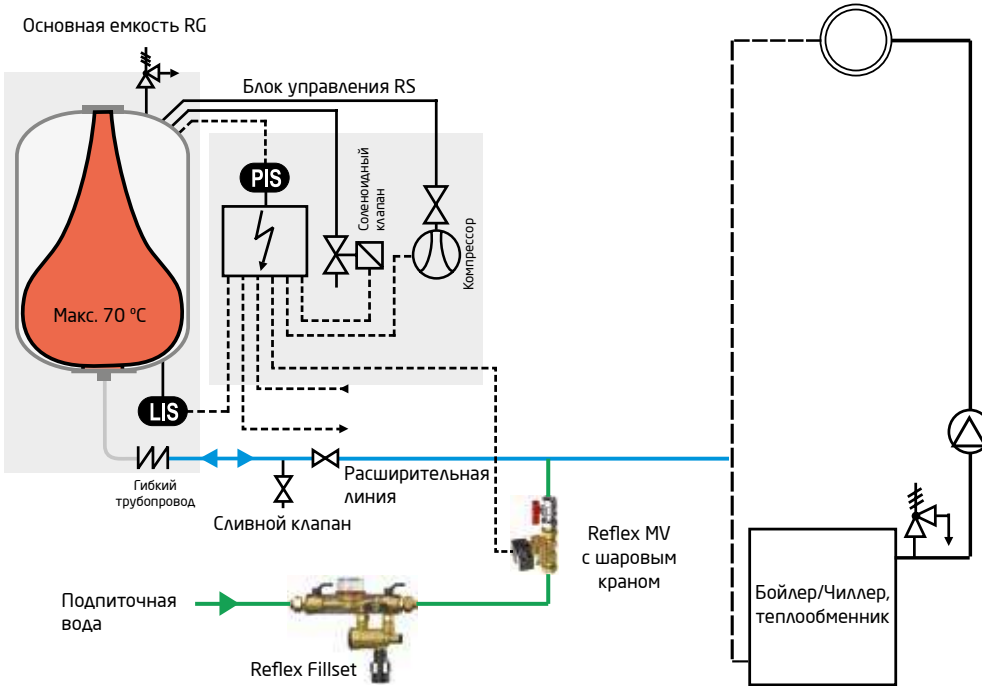 Основная емкость RG
Блок управления RS
PIS
Соленоидный
клапан
Компрессор
Макс. 70 °C
LIS
Гибкий
трубопровод
Расширительная
линия
Сливной клапан
Reflex MV
с шаровым
краном
Подпиточная
вода
Reflex Fillset
Бойлер/Чиллер,
теплообменник